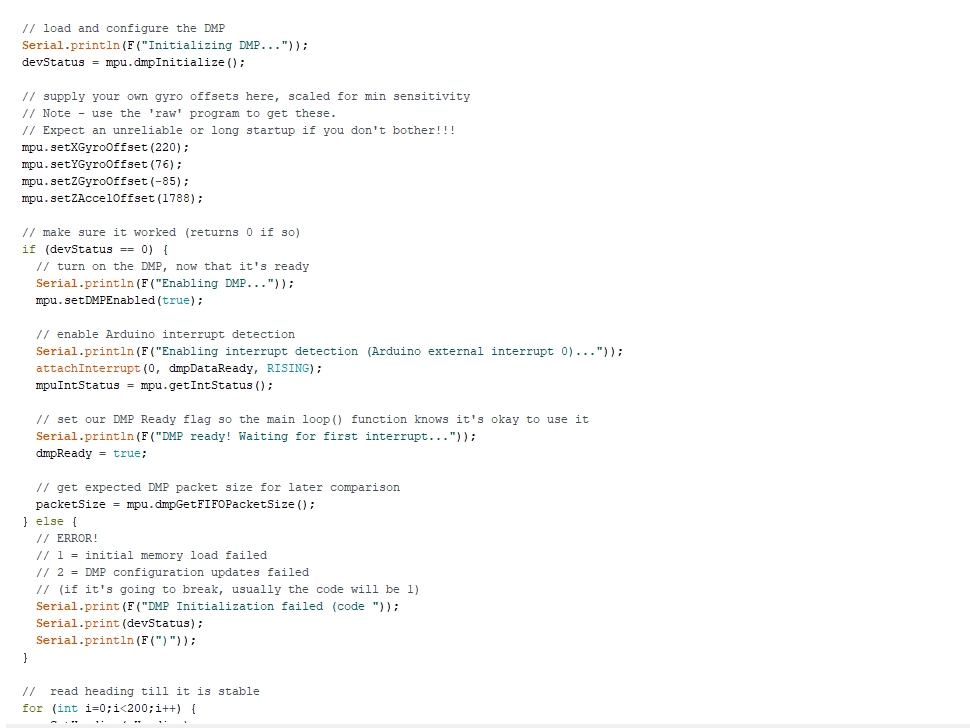 // load and configure the DMP
Serial.println(F("Initializing DMP..."));
devStatus = mpu.dmpInitialize();
// supply your own gyro offsets here, scaled for min sensitivity
// Note - use the 'raw' program to get these.
// Expect an unreliable or long startup if you don't bother!!!
mpu.setXGyroOffset(220);
mpu.setYGyroOffset(76);
mpu.setZGyroOffset(-85);
mpu.setZAccelOffset(1788);
// make sure it worked (returns 0 if so)
if (devStatus == 0) {
// turn on the DMP, now that it's ready
Serial.println(F("Enabling DMP..."));
mpu.setDMPEnabled(true);
// enable Arduino interrupt detection
Serial.println(F("Enabling interrupt detection (Arduino external interrupt 0)..."));
attachInterrupt(0, dmpDataReady, RISING);
mpuIntStatus = mpu.getIntStatus();
// set our DMP Ready flag so the main loop() function knows it's okay to use it
Serial.println(F("DMP ready! Waiting for first interrupt..."));
dmpReady = true;
// get expected DMP packet size for later comparison
packetSize = mpu.dmpGetFIFOPacketSize();
} else {
// ERROR!
// 1 = initial memory load failed
// 2 = DMP configuration updates failed
// (if it's going to break, usually the code will be 1)
Serial.print(F("DMP Initialization failed (code "));
Serial.print(devStatus);
Serial.println(F(")"));
}
//  read heading till it is stable
for (int i=0;i<200;i++) {